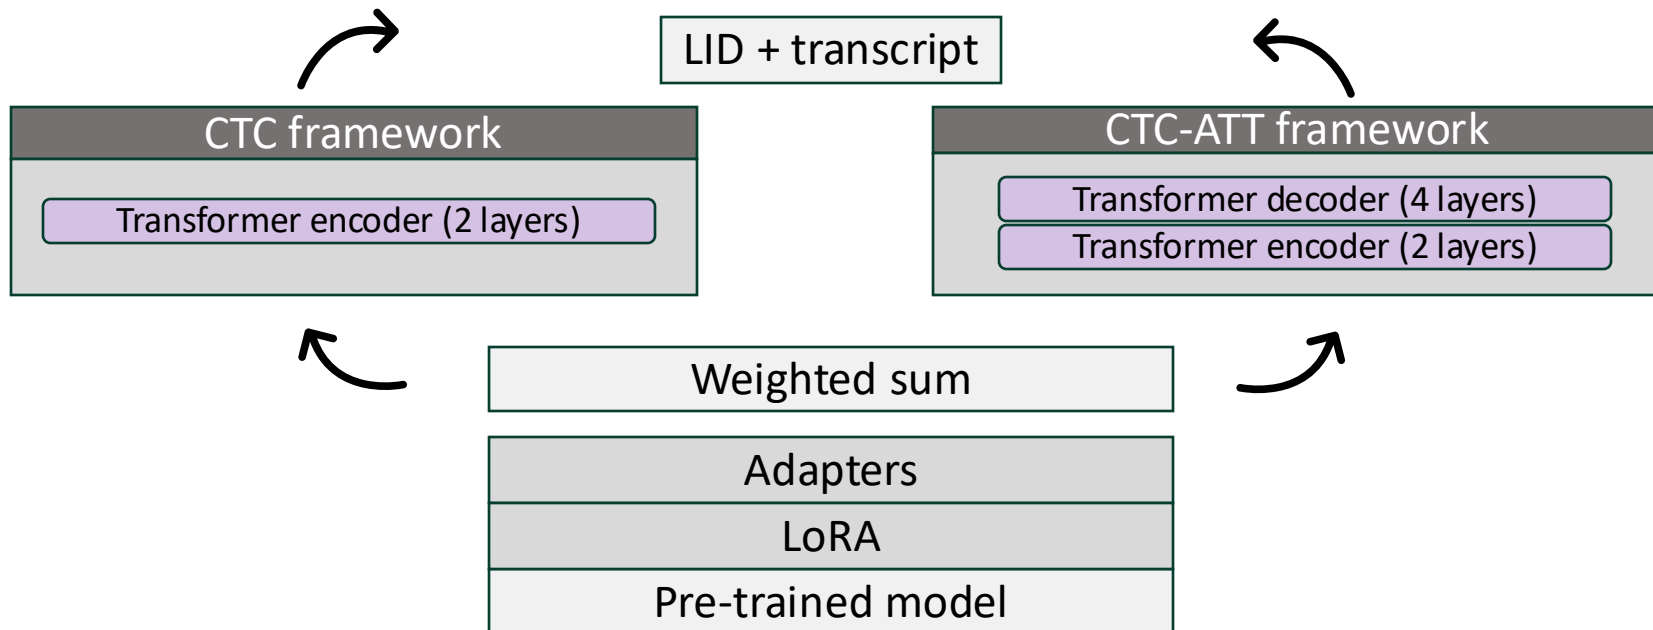 LID + transcript
CTC framework
Transformer encoder (2 layers)
CTC-ATT framework
Transformer decoder (4 layers)
Transformer encoder (2 layers)
Weighted sum
Adapters
LoRA
Pre-trained model